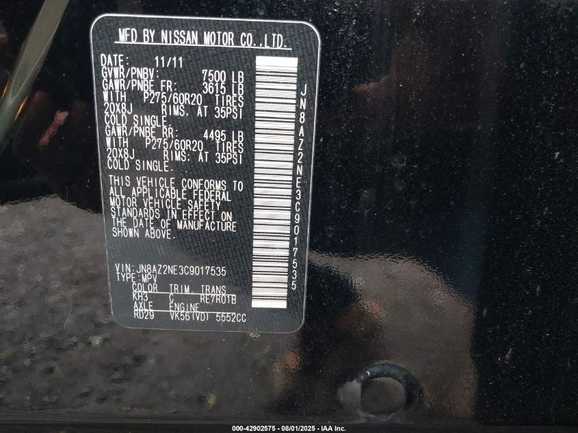 MFD BY NISSAN MOTOR CO.,LTD.
DATE: 11/11
GVWR/PNBV: 7500 LB
GAWR/PNBE FR: 3615 LB
WITH P275/60R20 TIRES
20X8J RIMS. AT 35PSI
COLD SINGLE.
GAWR/PNBE RR: 4495 LB
WITH P275/60R20 TIRES
20X8J RIMS: AT 35PSI
COLD SINGLE.
THIS VEHICLE CONFORMS TO
ALL APPLICABLE FEDERAL
MOTOR VEHICLE SAFETY
STANDARDS IN EFFECT ON
THE DATE OF MANUFACTURE
SHOWN ABOVE.
VIN: JN8AZ2NE3C9017535
TYPE: MPV
COLOR TRIM TRANS
KH3 C RE7R01B
AXLE ENGINE
RD29 VK56(VD) 5552CC
JN8AZ2NE3C9017535
000-42902575 - 08/01/2025 - IAA Inc.